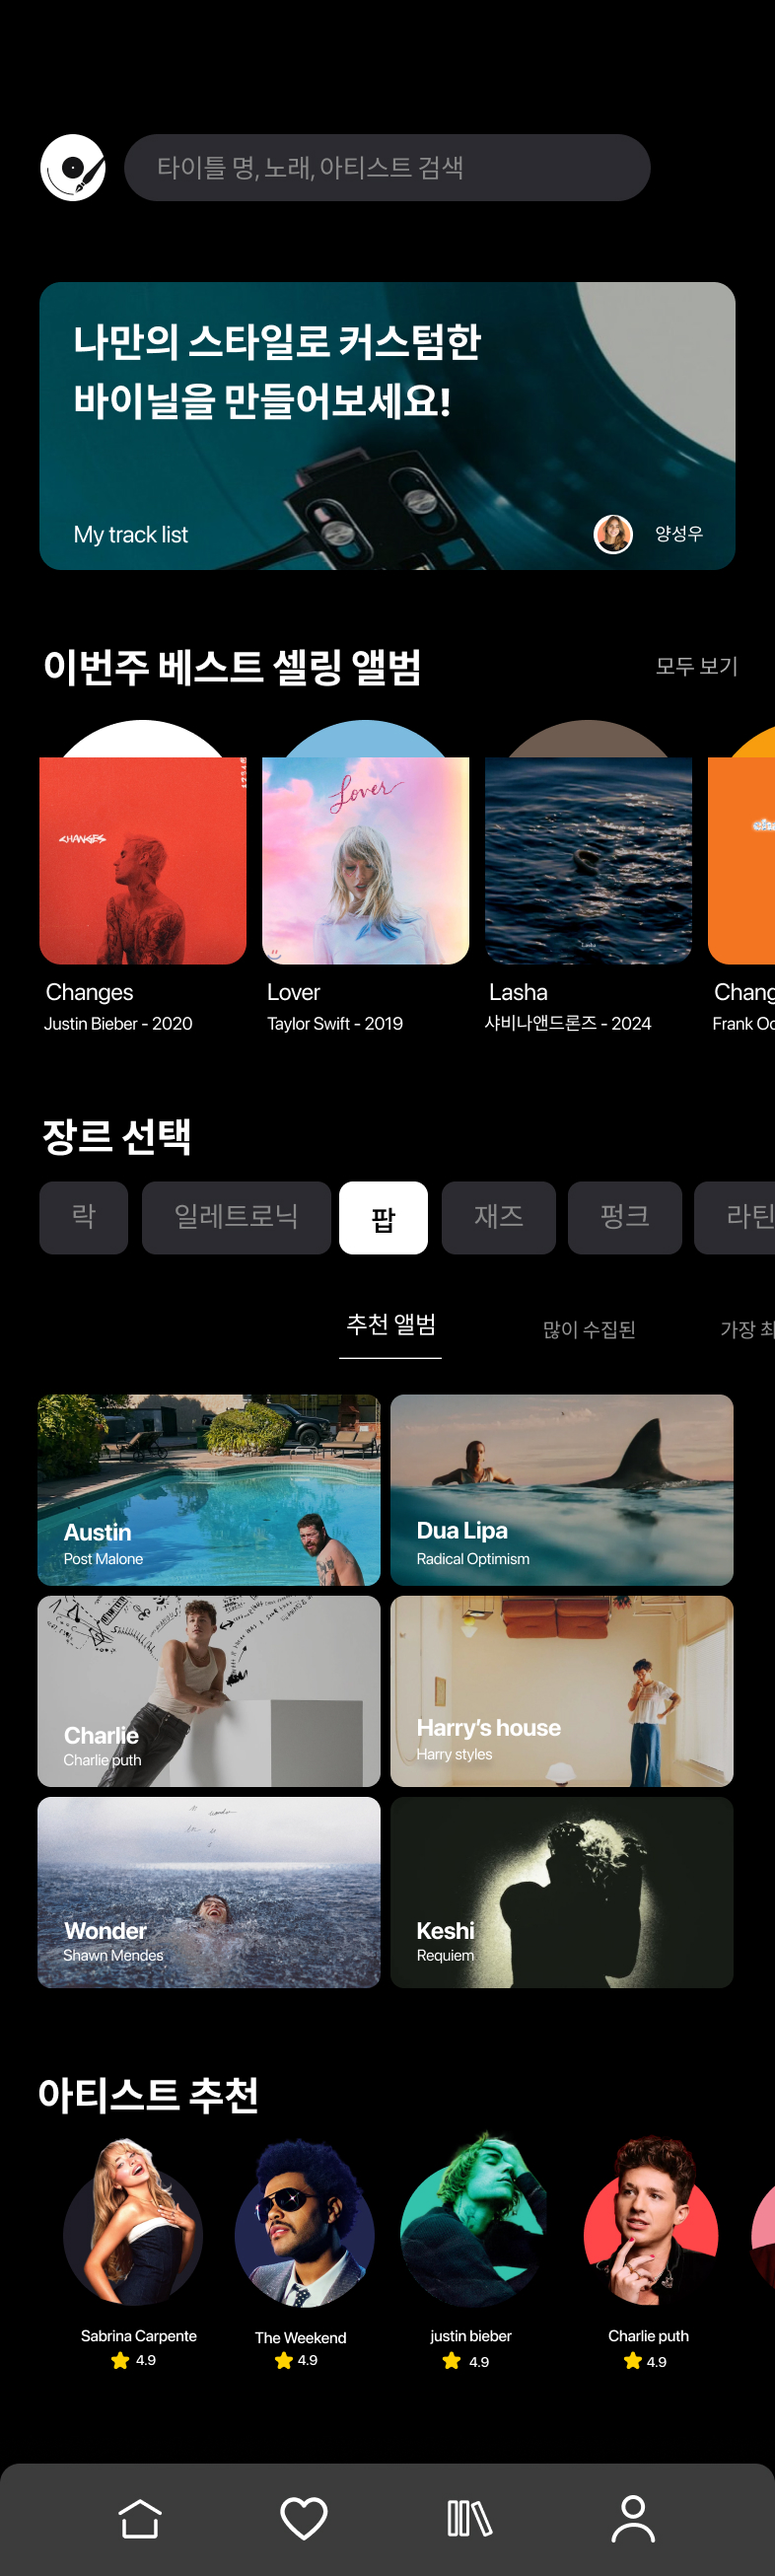 타이틀 명, 노래, 아티스트 검색
나만의 스타일로 커스텀한
바이닐을 만들어보세요!
My track list
양성우
이번주 베스트 셀링 앨범
모두 보기
CHANGES
Lover
Lasha
Changes
Lover
Lasha
Chang
Justin Bieber - 2020
Taylor Swift - 2019
샤비나앤드론즈 - 2024
Frank Oc
장르 선택
락
일레트로닉
팝
재즈
펑크
라틴
추천 앨범
많이 수집된
가장 최
Austin
Post Malone
Dua Lipa
Radical Optimism
Charlie
Charlie puth
Harry's house
Harry styles
Wonder
Shawn Mendes
Keshi
Requiem
아티스트 추천
Sabrina Carpente
The Weekend
justin bieber
Charlie puth
4.9
4.9
4.9
4.9